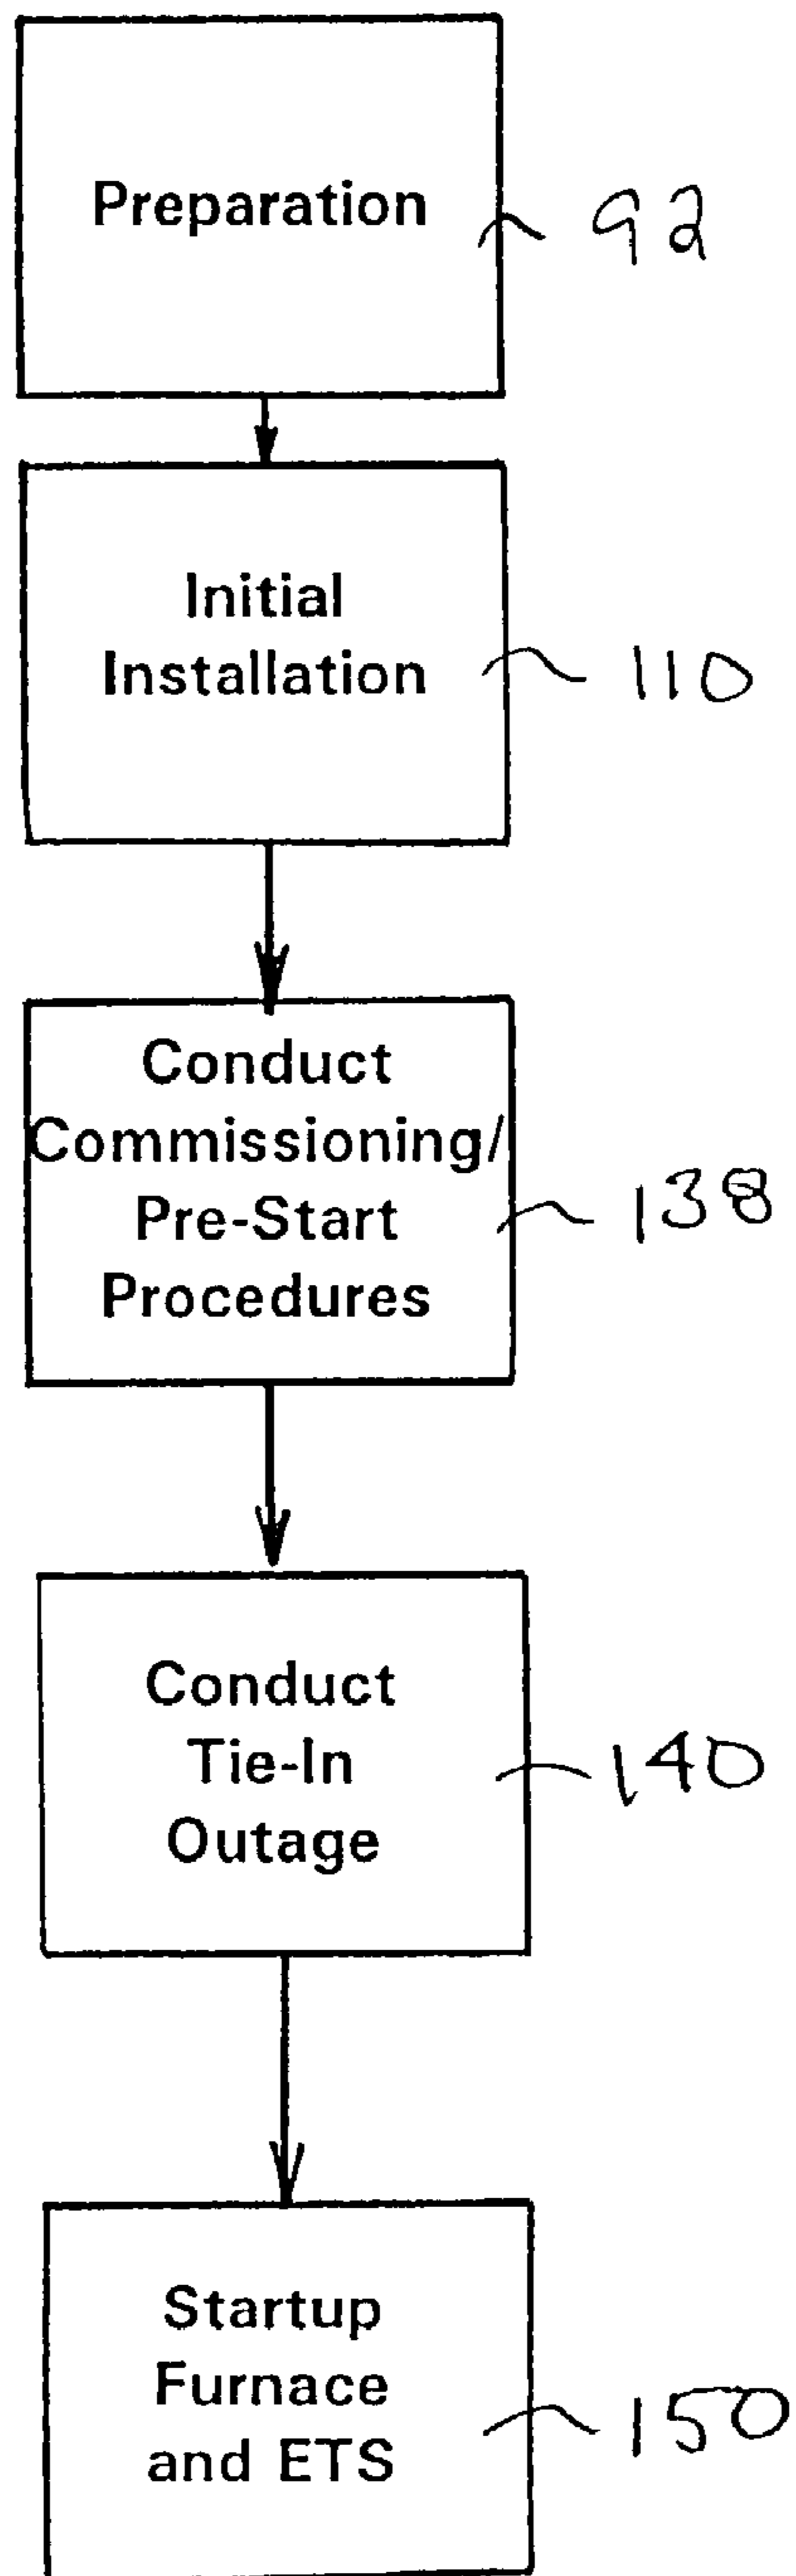 Preparation
92
Initial
Installation
110
Conduct
Commissioning/
Pre-Start
Procedures
138
Conduct
Tie-In
Outage
140
Startup
Furnace
and ETS
150